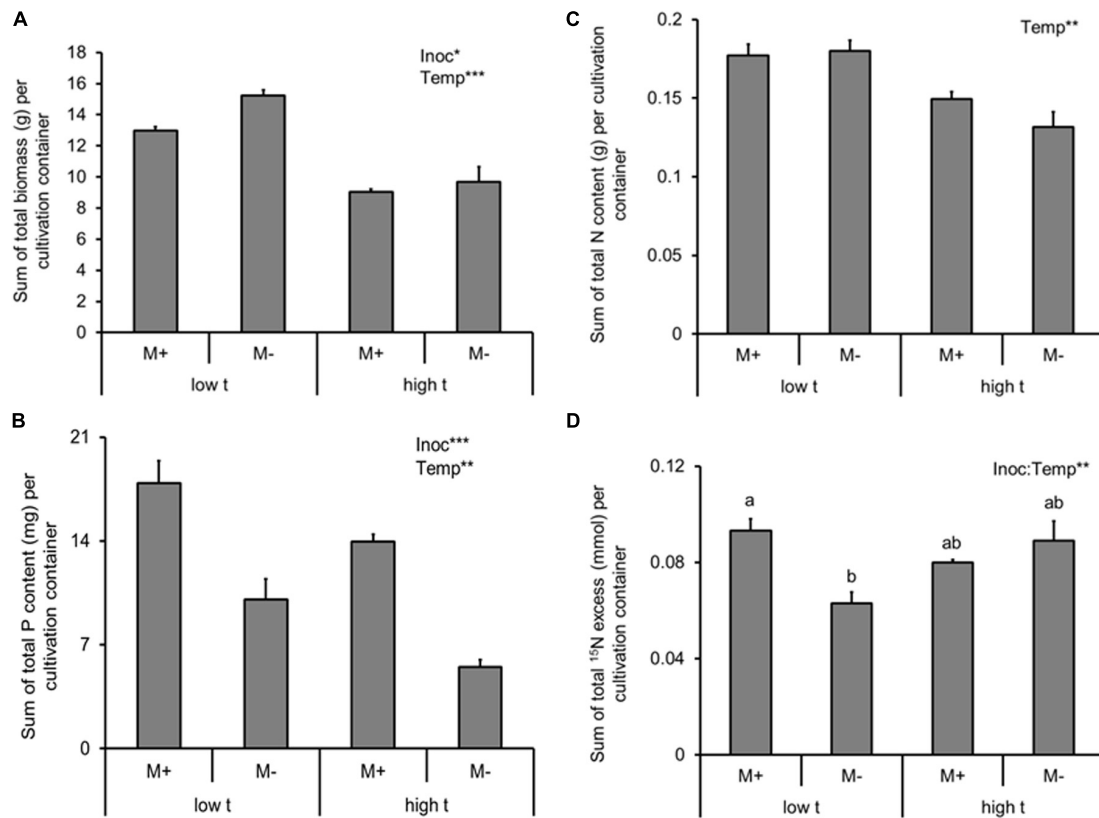 A
Sum of total biomass (g) per
cultivation container
18
16
14
12
10
8
6
4
2
0
Inoc*
Temp***
M+ M- M+ M-
low t high t
B
Sum of total P content (mg) per
cultivation container
21
14
7
0
Inoc***
Temp**
M+ M- M+ M-
low t high t
C
Sum of total N content (g) per cultivation
container
0.2
0.15
0.1
0.05
0
Temp**
M+ M- M+ M-
low t high t
D
Sum of total ¹⁵N excess (mmol) per
cultivation container
0.12
0.08
0.04
0
Inoc:Temp**
a b ab ab
M+ M- M+ M-
low t high t